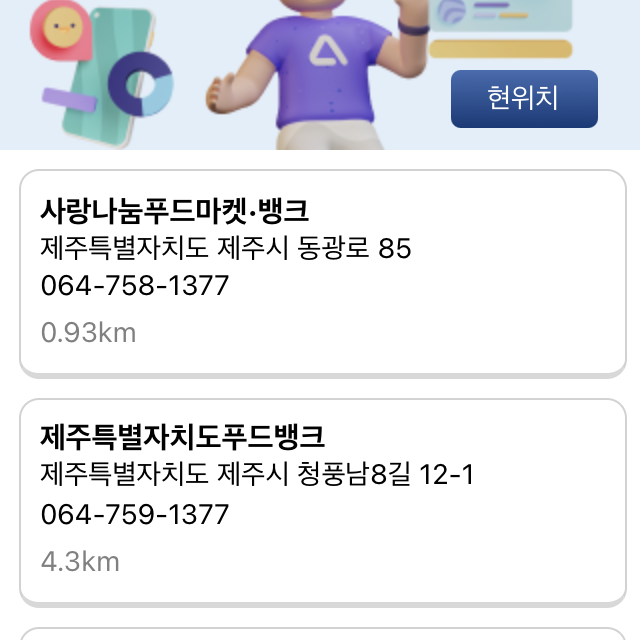 현위치
사랑나눔푸드마켓·뱅크
제주특별자치도 제주시 동광로 85
064-758-1377
0.93km
제주특별자치도푸드뱅크
제주특별자치도 제주시 청풍남8길 12-1
064-759-1377
4.3km